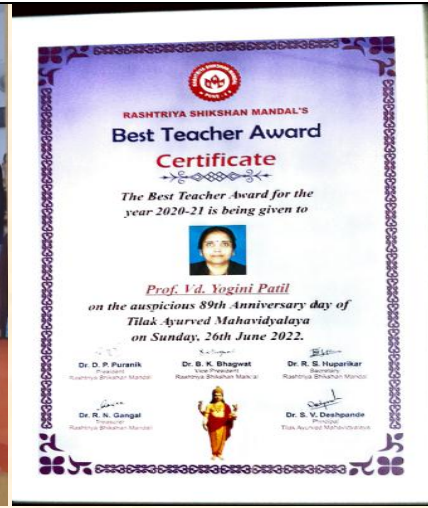 RASHTRIYA SHIKSHAN MANDAL'S
Best Teacher Award
Certificate
The Best Teacher Award for the
year 2020-21 is being given to
Prof. Vd. Yogini Patil
on the auspicious 89th Anniversary day of
Tilak Ayurved Mahavidyalaya
on Sunday, 26th June 2022.
Dr. D. P. Puranik Dr. B. K. Bhagwat Dr. R. S. Huparikar
President Vice President Secretary
Rashtriya Shikshan Mandal Rashtriya Shikshan Mandal Rashtriya Shikshan Mandal
Dr. R. N. Gangal Dr. S. V. Deshpande
Treasurer Principal
Rashtriya Shikshan Mandal Tilak Ayurved Mahavidyalaya